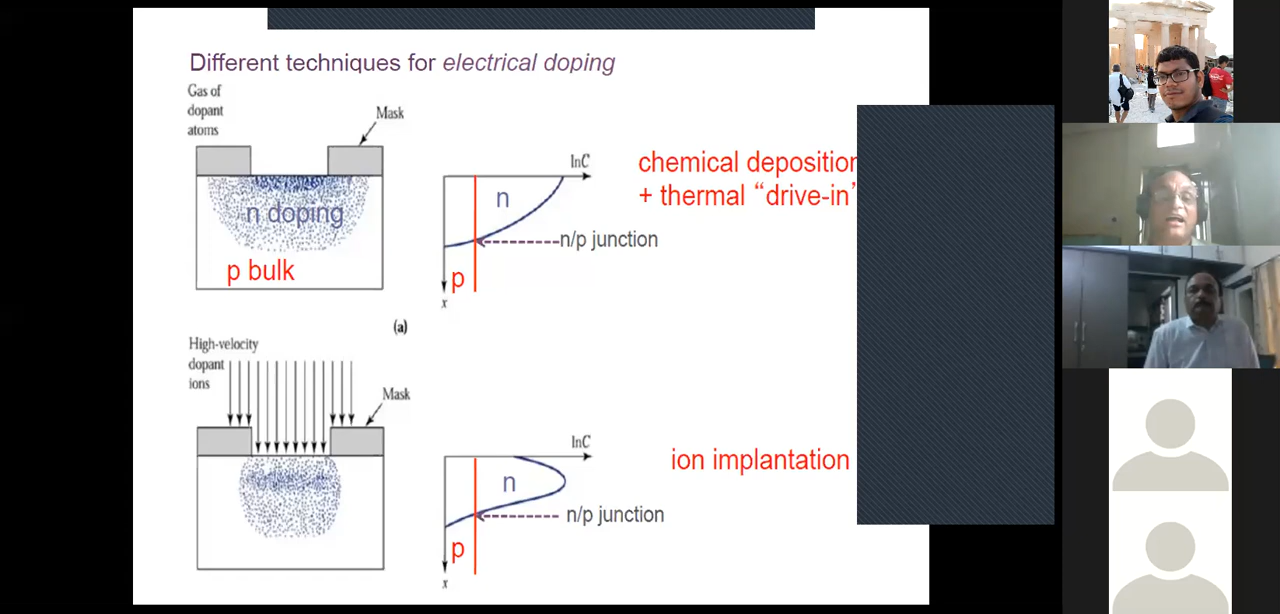 Different techniques for electrical doping
Gas of
dopant
atoms
Mask
n doping
p bulk
lnC
n
n/p junction
p
x
chemical deposition
+ thermal “drive-in”
(a)
High-velocity
dopant
ions
Mask
lnC
n
n/p junction
p
x
ion implantation